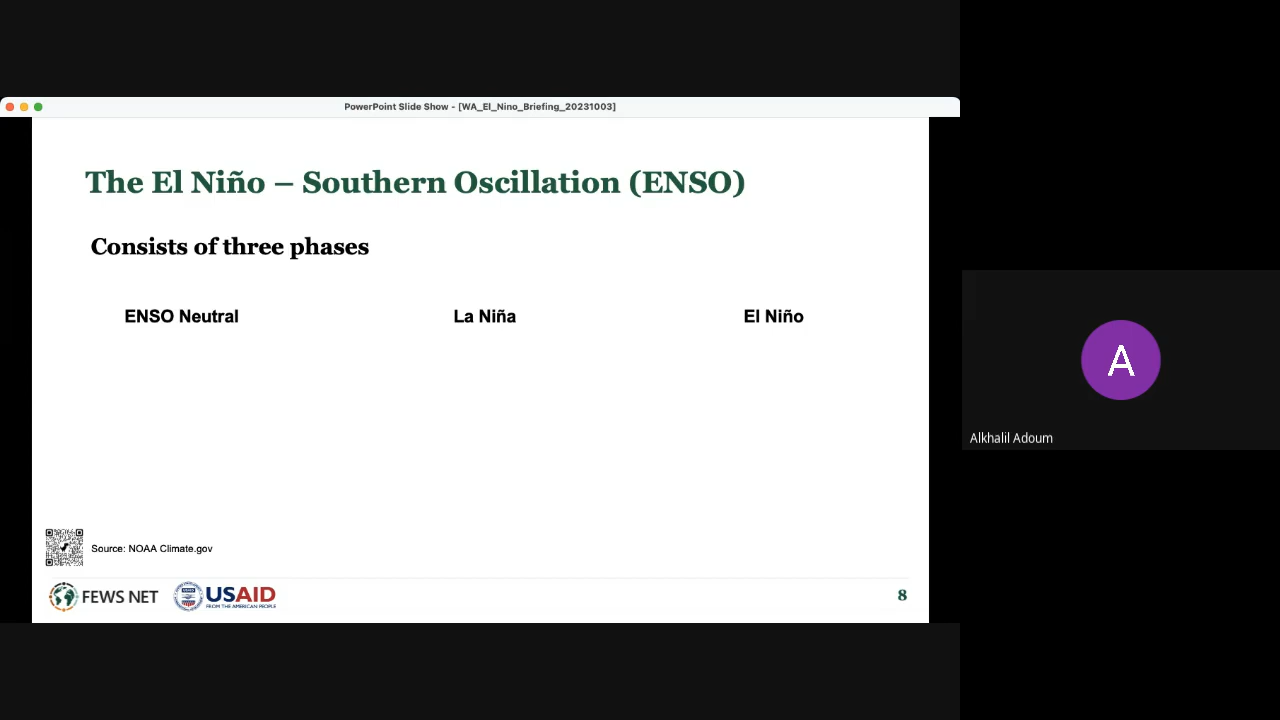 PowerPoint Slide Show - [WA_El_Nino_Briefing_20231003]
The El Niño – Southern Oscillation (ENSO)
Consists of three phases
ENSO Neutral
La Niña
El Niño
A
Alkhalil Adoum
Source: NOAA Climate.gov
FEWS NET
USAID
FROM THE AMERICAN PEOPLE
8